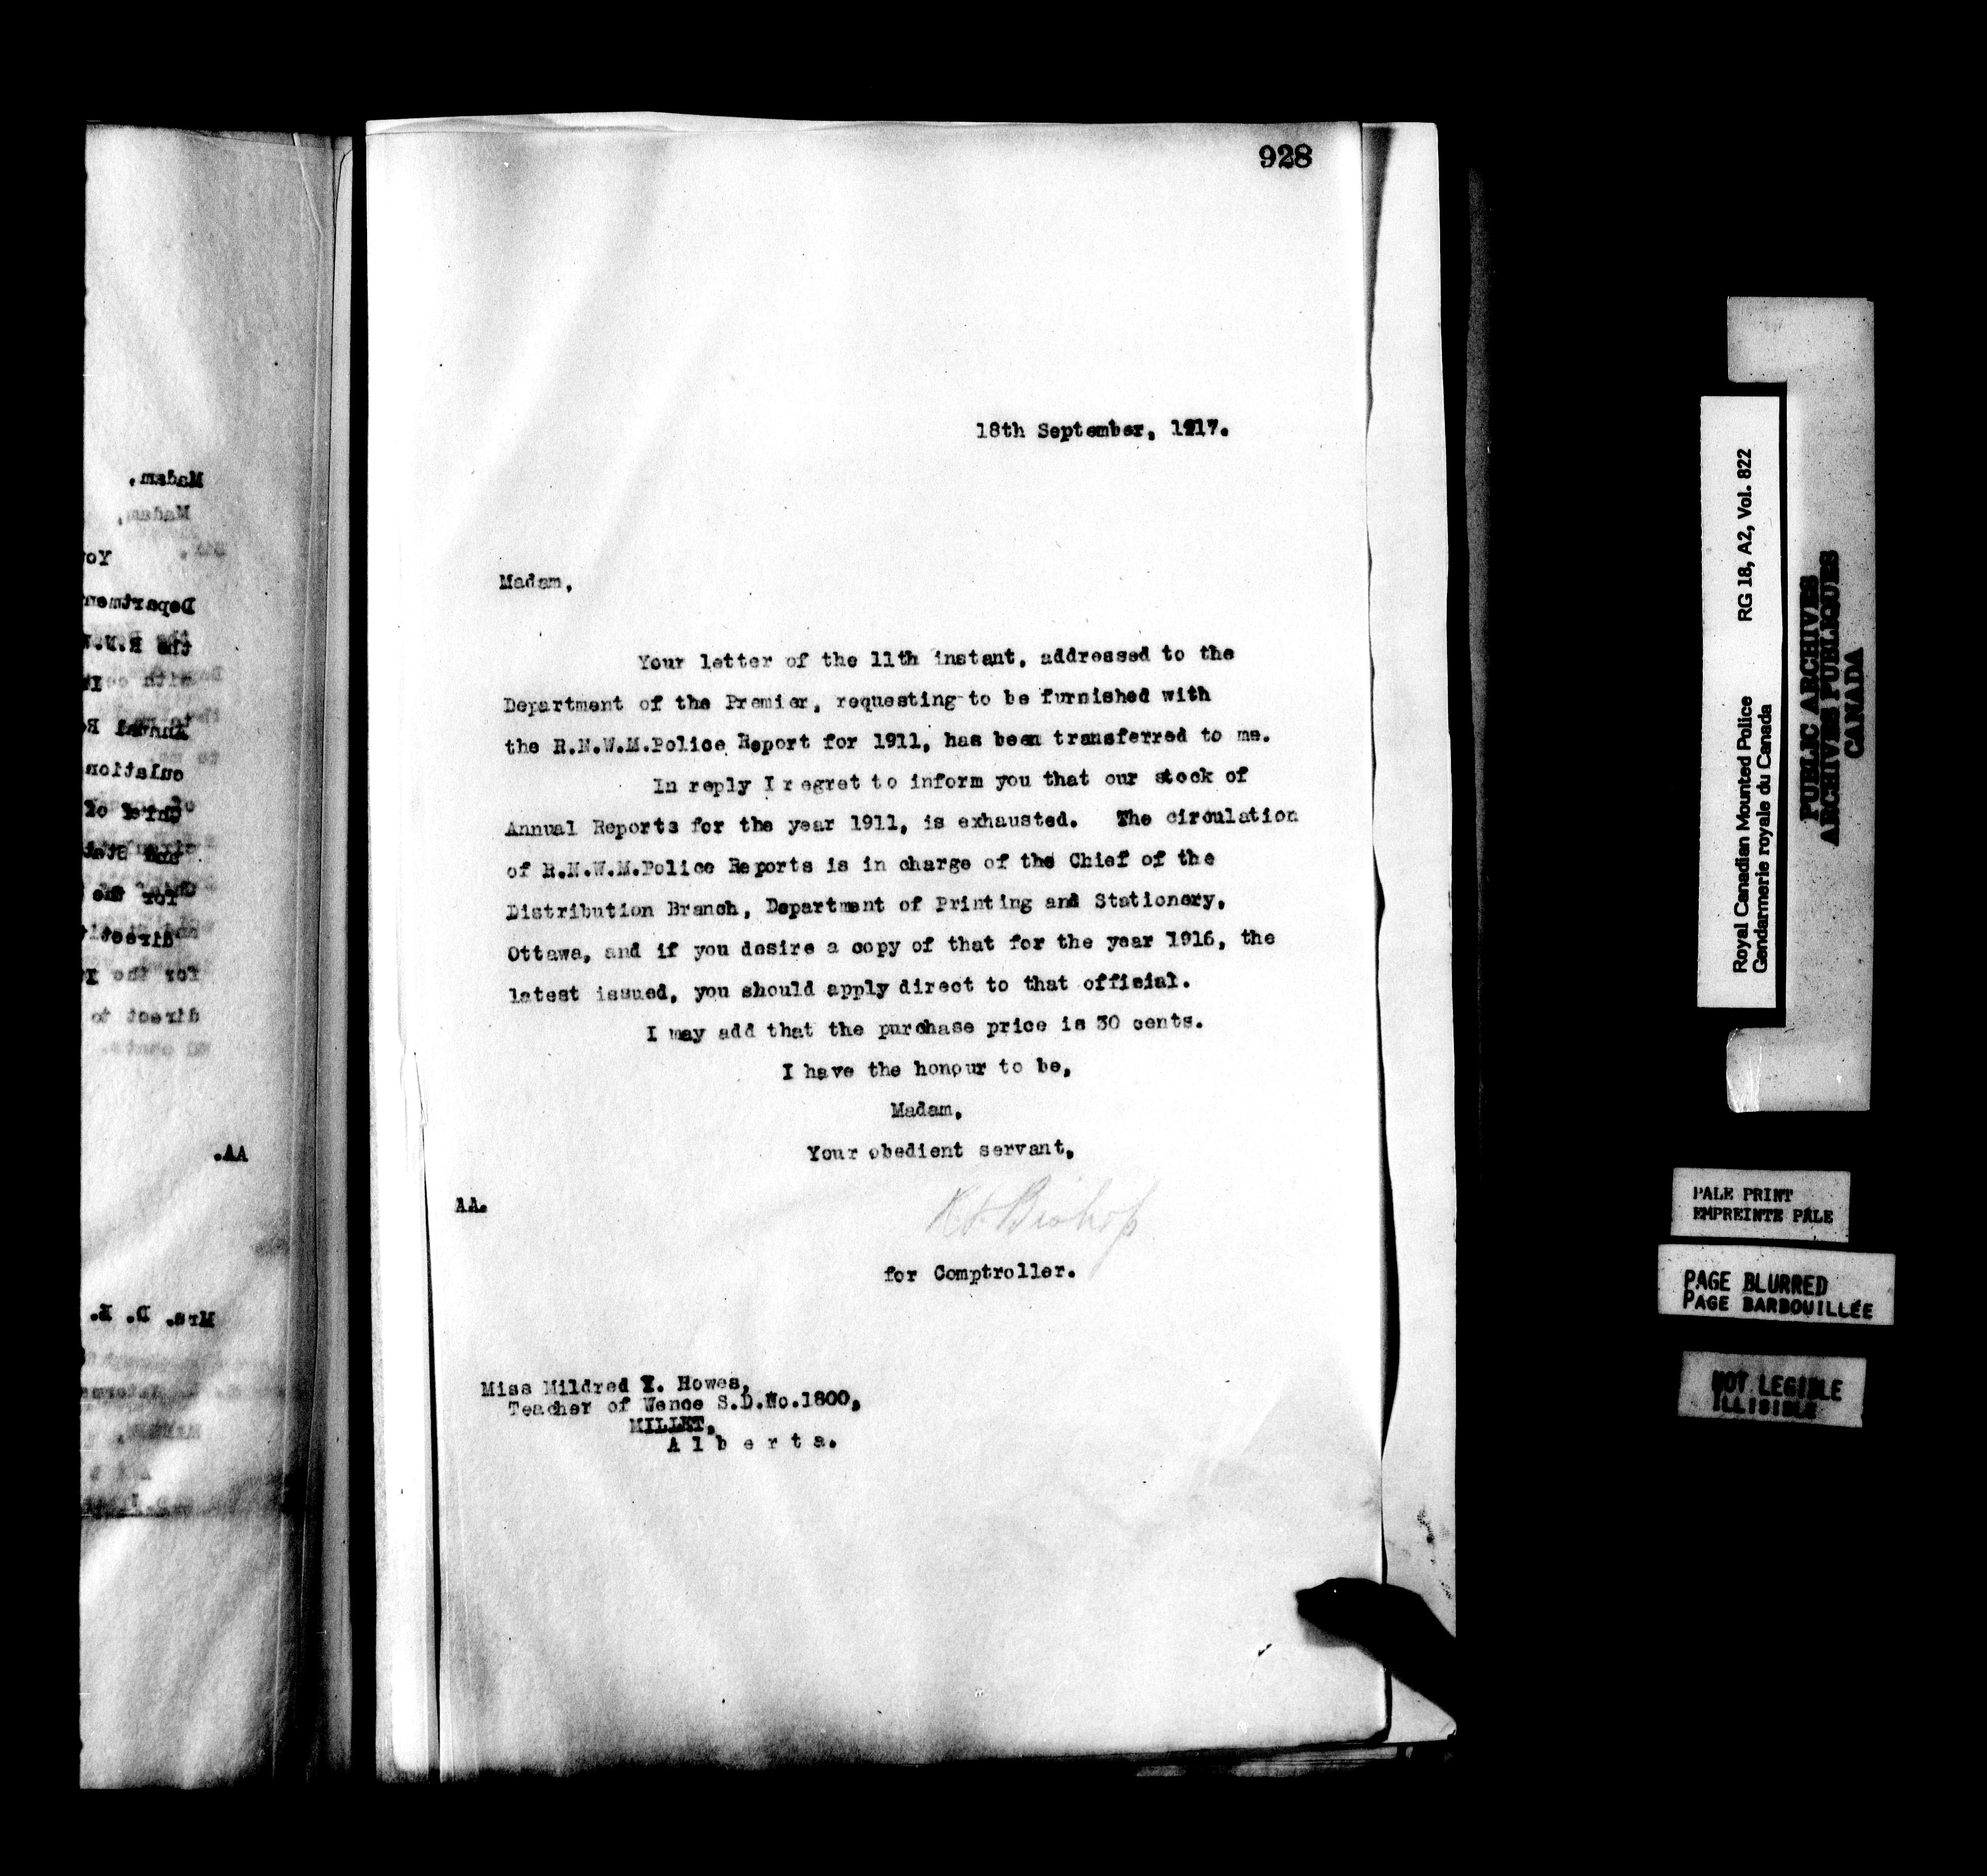 928
18th September, 1917.
Madam,
Your letter of the 11th instant, addressed to the
Department of the Premier, requesting to be furnished with
the R.N.W.M.Police Report for 1911, has been transferred to me.
In reply I regret to inform you that our stock of
Annual Reports for the year 1911, is exhausted. The circulation
of R.N.W.M.Police Reports is in charge of the Chief of the
Distribution Branch, Department of Printing and Stationery,
Ottawa, and if you desire a copy of that for the year 1916, the
latest issued, you should apply direct to that official.
I may add that the purchase price is 30 cents.
I have the honour to be,
Madam,
Your obedient servant,
AA.
Bishop
for Comptroller.
Miss Mildred Y. Howes,
Teacher of Wence S.D.No.1800,
MILLET,
Alberta.
Royal Canadian Mounted Police RG 18, A2, Vol. 822
Gendarmerie royale du Canada
PUBLIC ARCHIVES
ARCHIVES PUBLIQUES
CANADA
PALE PRINT
EMPREINTE PÂLE
PAGE BLURRED
PAGE BARBOUILLÉE
NOT LEGIBLE
ILLISIBLE